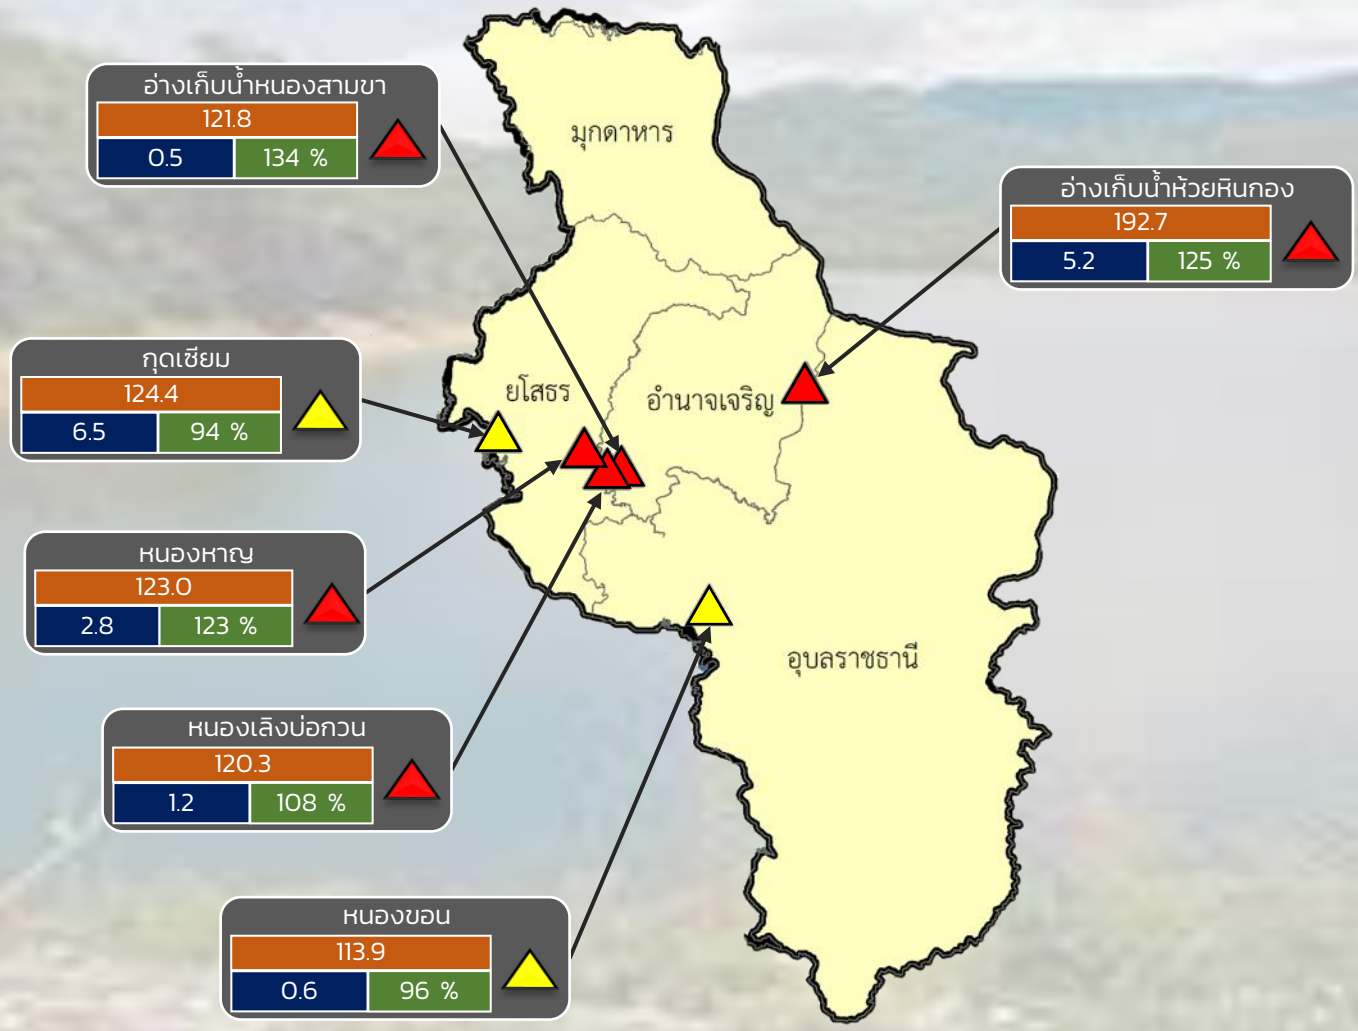 อ่างเก็บน้ำหนองสามขา
121.8
0.5 134 %
มุกดาหาร
อ่างเก็บน้ำห้วยหินกอง
192.7
5.2 125 %
กุดเซียม
124.4
6.5 94 %
ยโสธร
อำนาจเจริญ
หนองหาญ
123.0
2.8 123 %
อุบลราชธานี
หนองเลิงบ่อกวน
120.3
1.2 108 %
หนองขอน
113.9
0.6 96 %